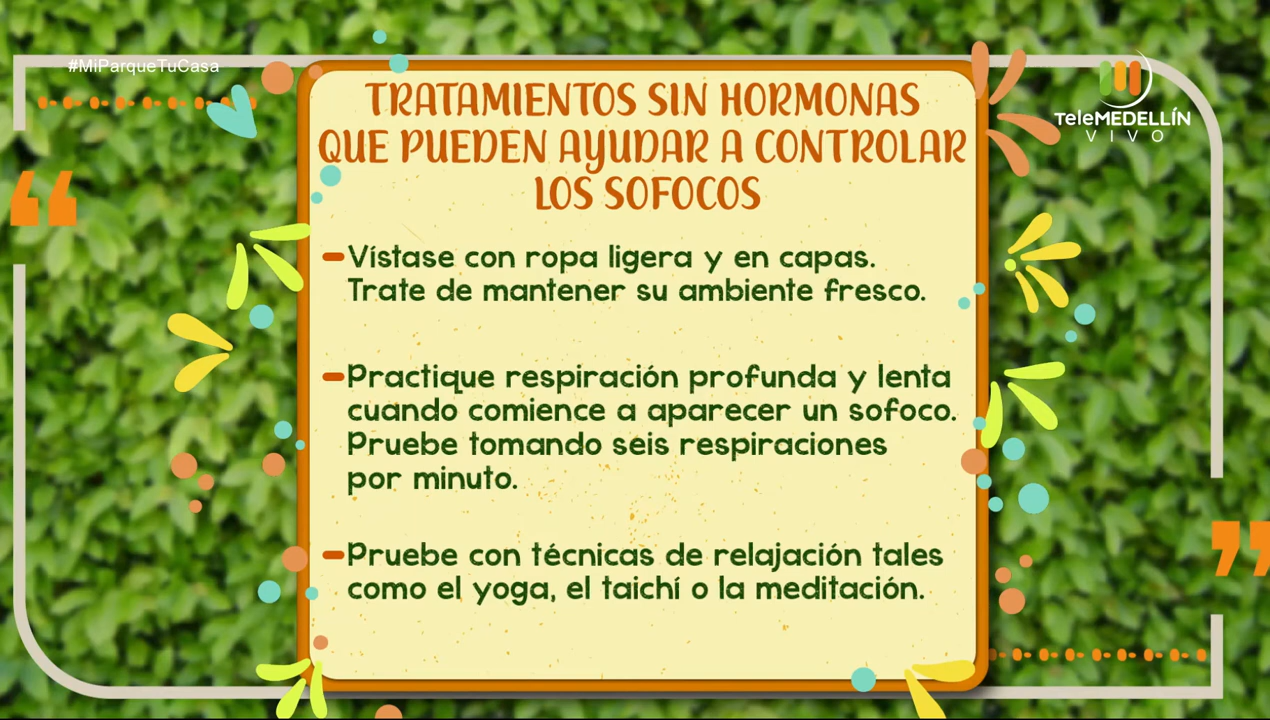 #MiParqueTuCasa
TeleMEDELLÍN
VIVO
TRATAMIENTOS SIN HORMONAS
QUE PUEDEN AYUDAR A CONTROLAR
LOS SOFOCOS
-Vístase con ropa ligera y en capas.
Trate de mantener su ambiente fresco.
-Practique respiración profunda y lenta
cuando comience a aparecer un sofoco.
Pruebe tomando seis respiraciones
por minuto.
-Pruebe con técnicas de relajación tales
como el yoga, el taichí o la meditación.